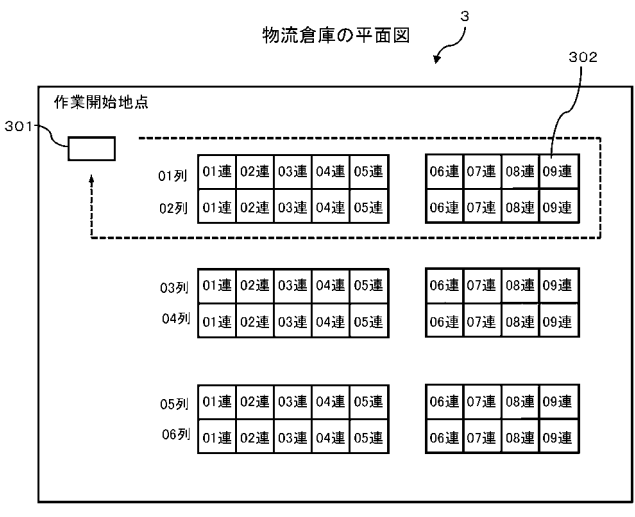 物流倉庫の平面図
3
302
作業開始地点
301
01列 01連 02連 03連 04連 05連 06連 07連 08連 09連
02列 01連 02連 03連 04連 05連 06連 07連 08連 09連
03列 01連 02連 03連 04連 05連 06連 07連 08連 09連
04列 01連 02連 03連 04連 05連 06連 07連 08連 09連
05列 01連 02連 03連 04連 05連 06連 07連 08連 09連
06列 01連 02連 03連 04連 05連 06連 07連 08連 09連